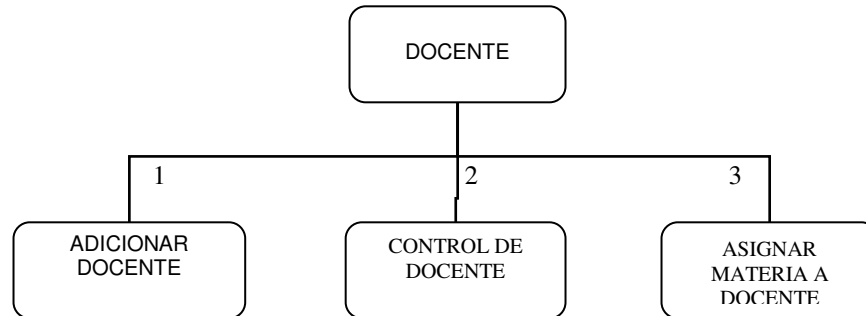 DOCENTE
1
2
3
ADICIONAR
DOCENTE
CONTROL DE
DOCENTE
ASIGNAR
MATERIA A
DOCENTE